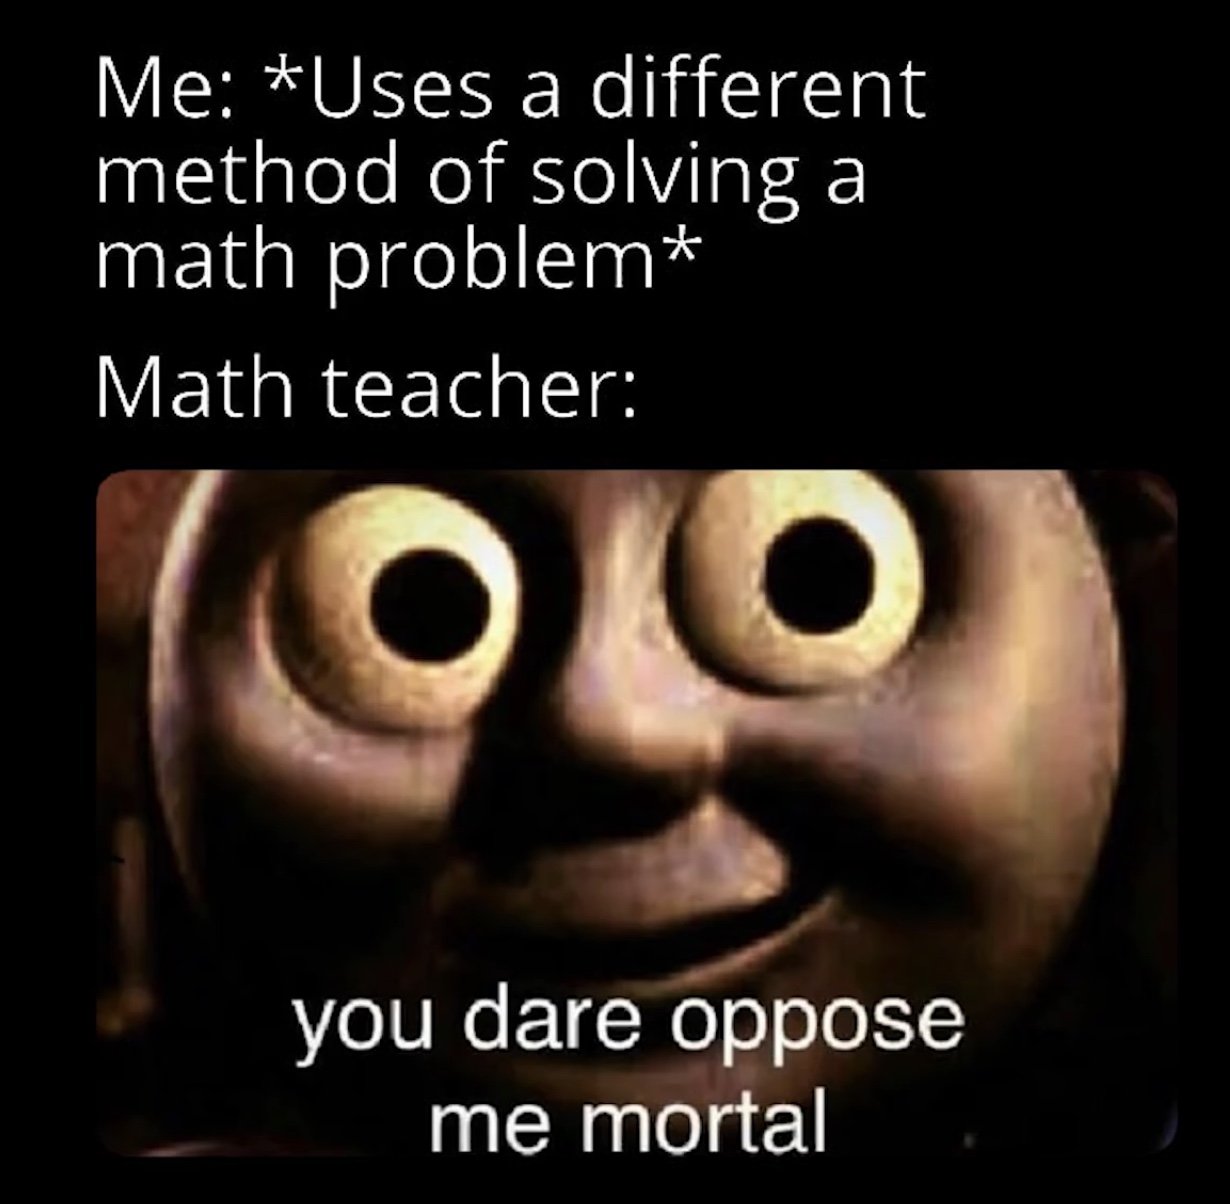 Me: *Uses a different
method of solving a
math problem*
Math teacher:
you dare oppose
me mortal